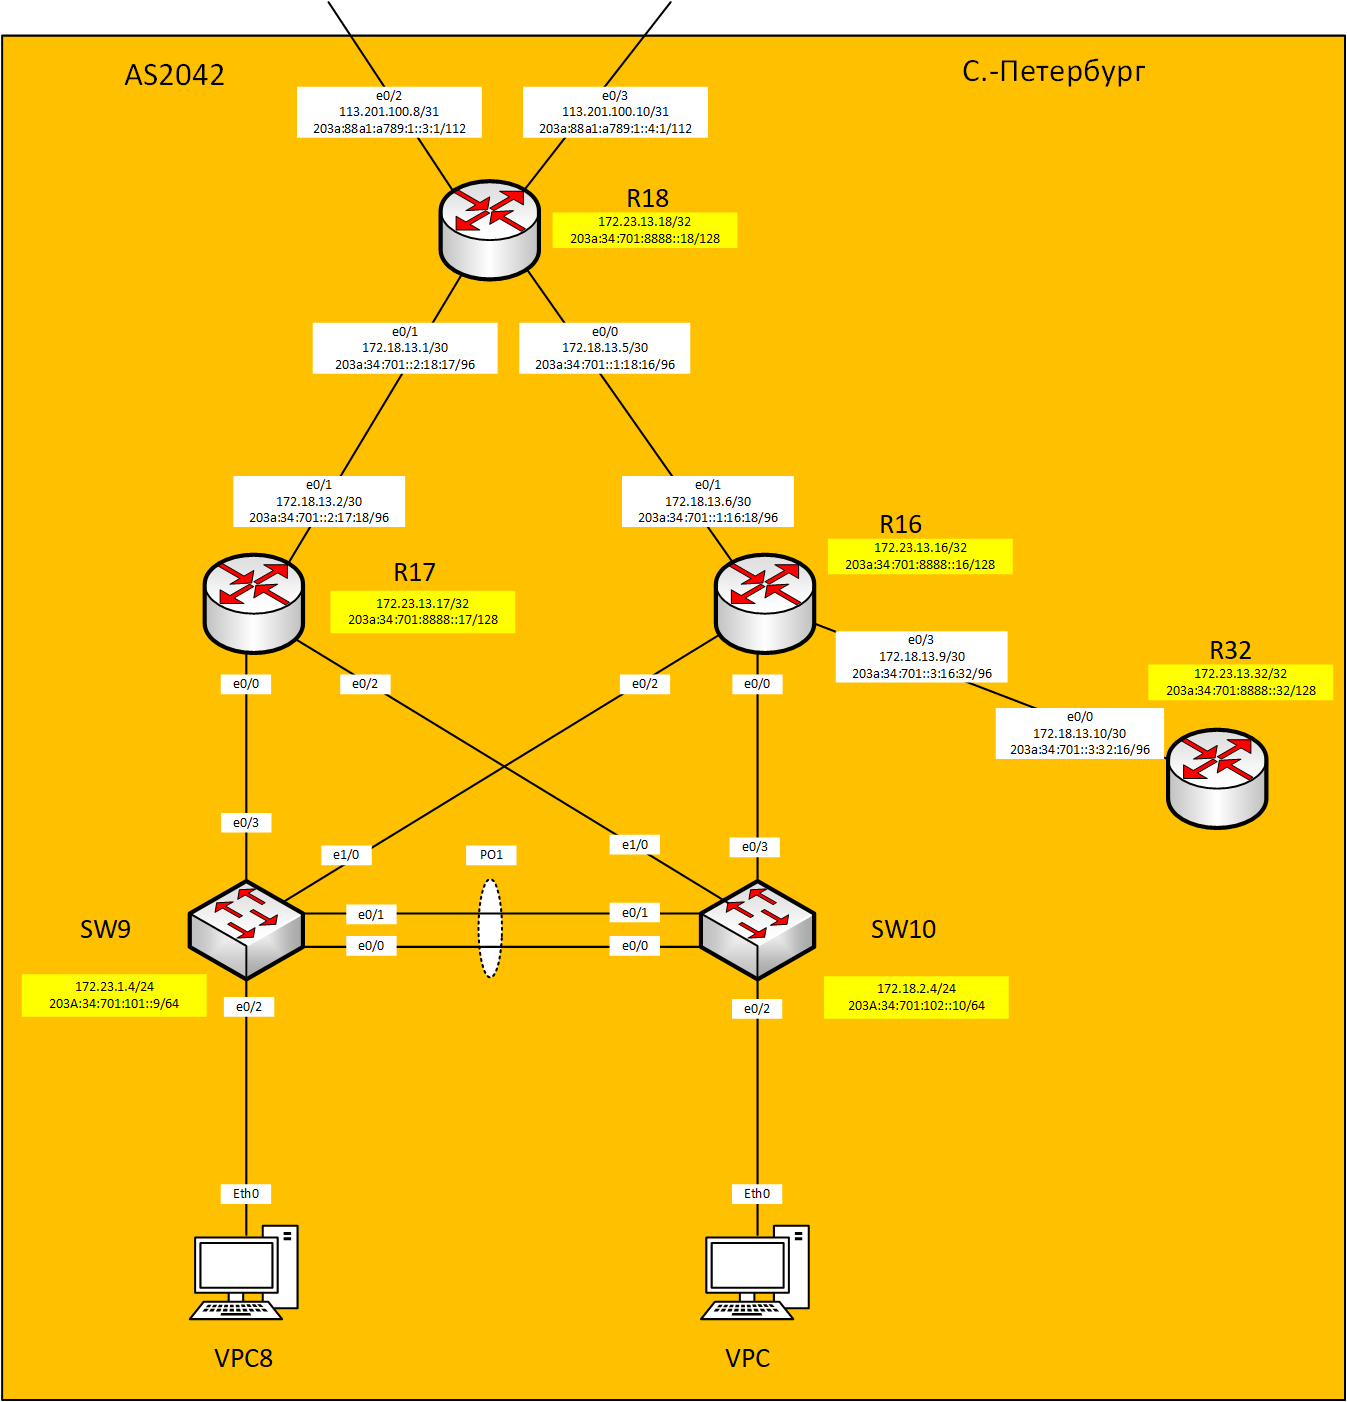 AS2042
С.-Петербург
e0/2
113.201.100.8/31
203a:88a1:a789:1::3:1/112
e0/3
113.201.100.10/31
203a:88a1:a789:1::4:1/112
R18
172.23.13.18/32
203a:34:701:8888::18/128
e0/1
172.18.13.1/30
203a:34:701::2:18:17/96
e0/0
172.18.13.5/30
203a:34:701::1:18:16/96
e0/1
172.18.13.2/30
203a:34:701::2:17:18/96
e0/1
172.18.13.6/30
203a:34:701::1:16:18/96
R16
172.23.13.16/32
203a:34:701:8888::16/128
R17
172.23.13.17/32
203a:34:701:8888::17/128
e0/3
172.18.13.9/30
203a:34:701::3:16:32/96
R32
172.23.13.32/32
203a:34:701:8888::32/128
e0/0
e0/2
e0/2
e0/0
e0/0
172.18.13.10/30
203a:34:701::3:32:16/96
e0/3
e1/0
PO1
e1/0
e0/3
SW9
e0/1
e0/0
e0/1
e0/0
SW10
172.23.1.4/24
203A:34:701:101::9/64
e0/2
e0/2
172.18.2.4/24
203A:34:701:102::10/64
Eth0
Eth0
VPC8
VPC